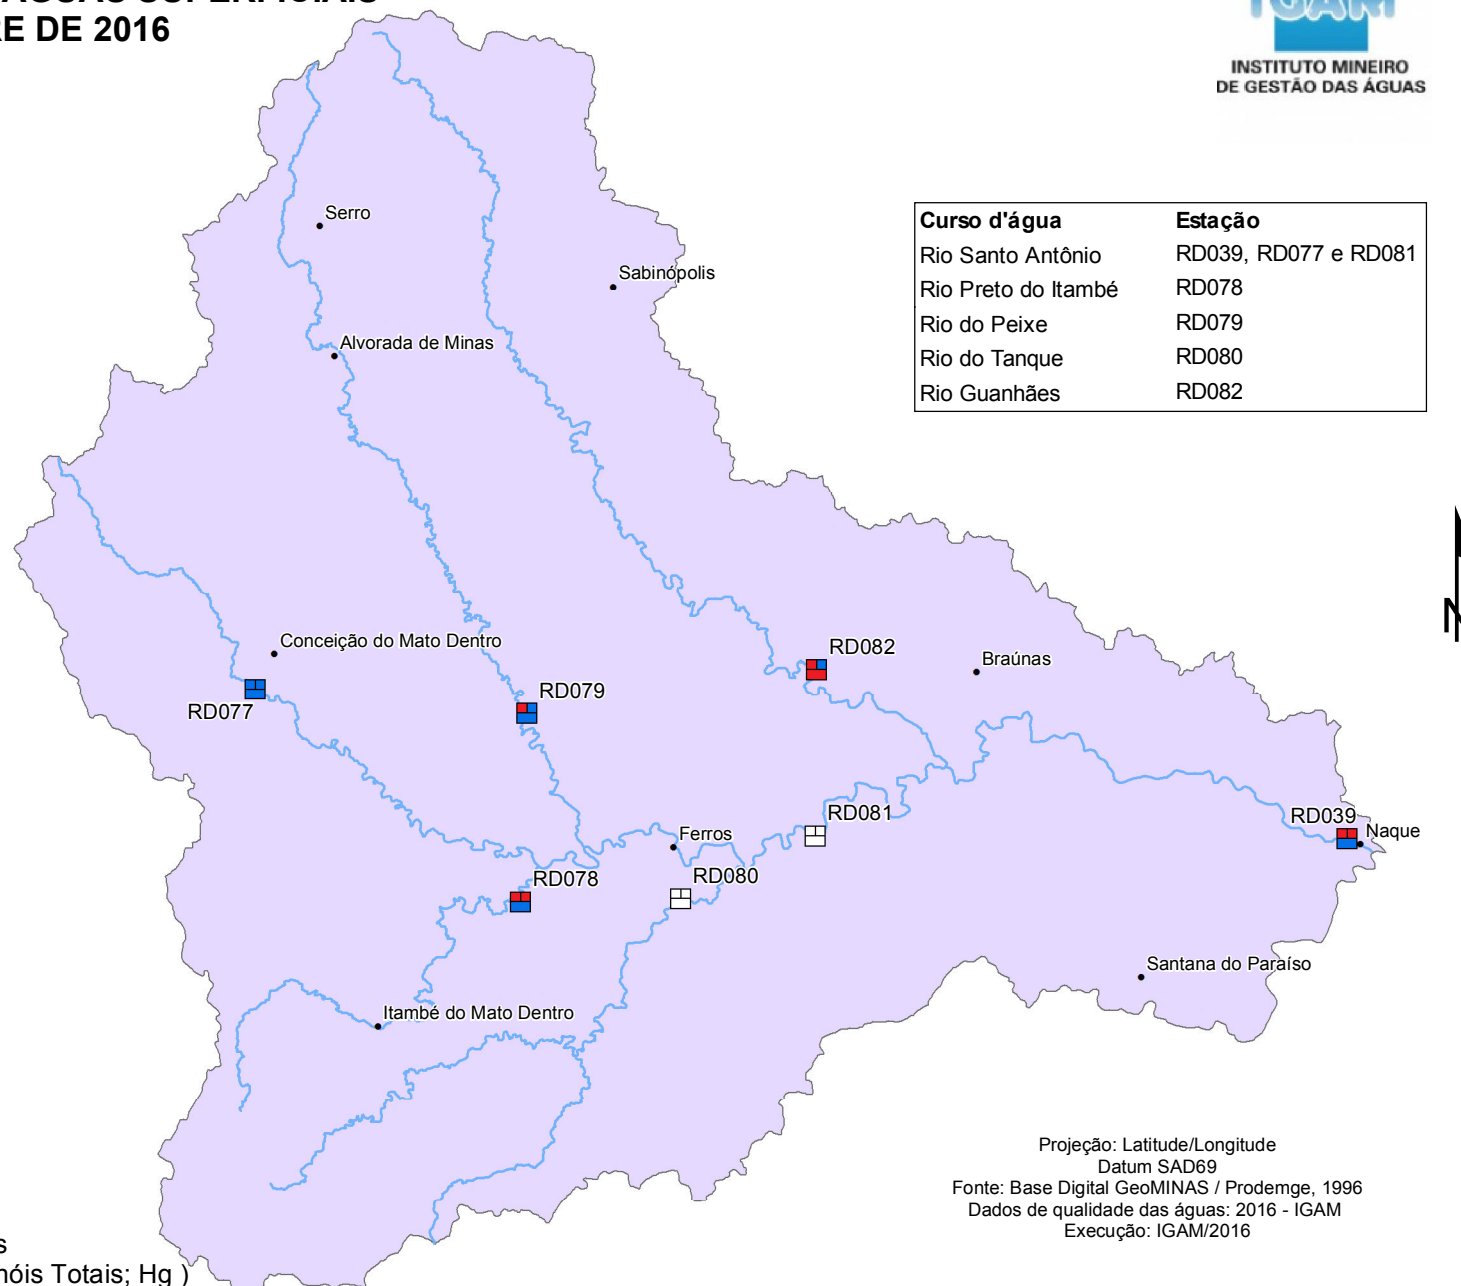 RE DE 2016
INSTITUTO MINEIRO
DE GESTÃO DAS ÁGUAS
Curso d'água Estação
Rio Santo Antônio RD039, RD077 e RD081
Rio Preto do Itambé RD078
Rio do Peixe RD079
Rio do Tanque RD080
Rio Guanhães RD082
Serro
Sabinópolis
Alvorada de Minas
Conceição do Mato Dentro
RD082
Braúnas
RD079
RD077
RD081
RD039
Naque
Ferros
RD080
RD078
Santana do Paraíso
Itambé do Mato Dentro
Projeção: Latitude/Longitude
Datum SAD69
Fonte: Base Digital GeoMINAS / Prodemge, 1996
Dados de qualidade das águas: 2016 - IGAM
Execução: IGAM/2016
s
nóis Totais; Hg )